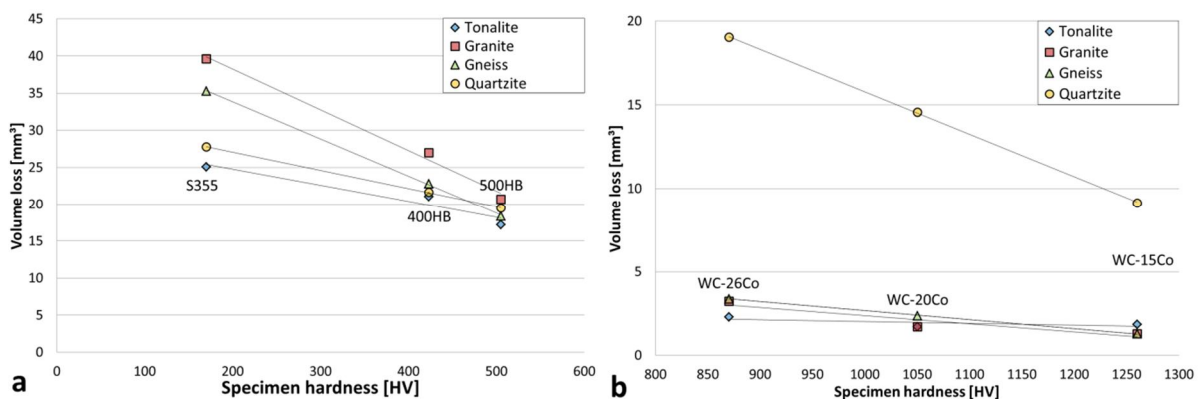 45
40
35
30
25
20
15
10
5
0
Volume loss [mm³]
Tonalite
Granite
Gneiss
Quartzite
S355
400HB
500HB
0 100 200 300 400 500 600
Specimen hardness [HV]
a
20
15
10
5
0
Volume loss [mm³]
Tonalite
Granite
Gneiss
Quartzite
WC-26Co
WC-20Co
WC-15Co
800 850 900 950 1000 1050 1100 1150 1200 1250 1300
Specimen hardness [HV]
b